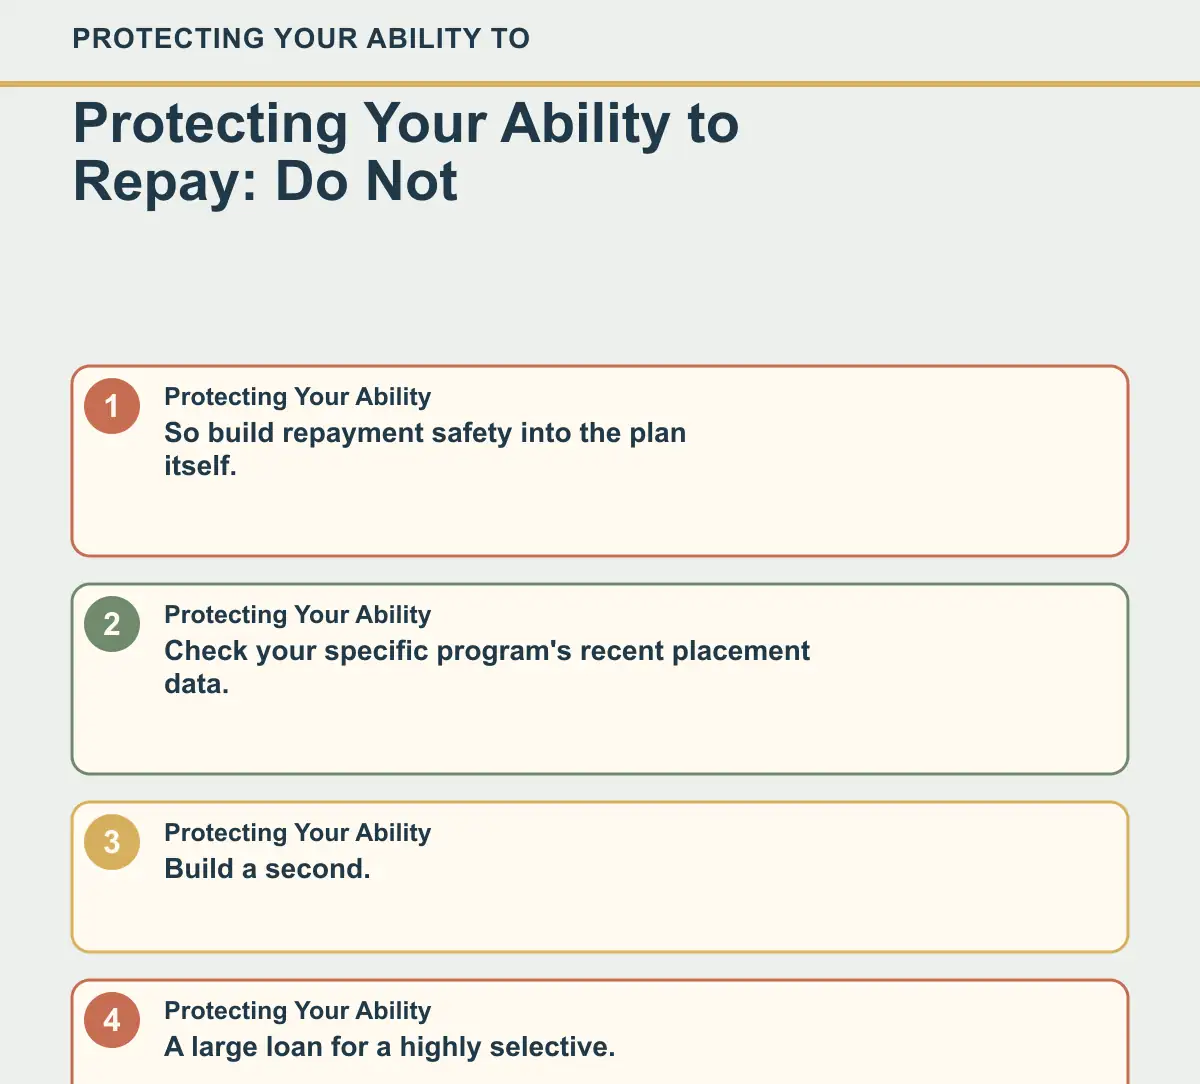 PROTECTING YOUR ABILITY TO
Protecting Your Ability to
Repay: Do Not
1
Protecting Your Ability
So build repayment safety into the plan
itself.
2
Protecting Your Ability
Check your specific program's recent placement
data.
3
Protecting Your Ability
Build a second.
4
Protecting Your Ability
A large loan for a highly selective.